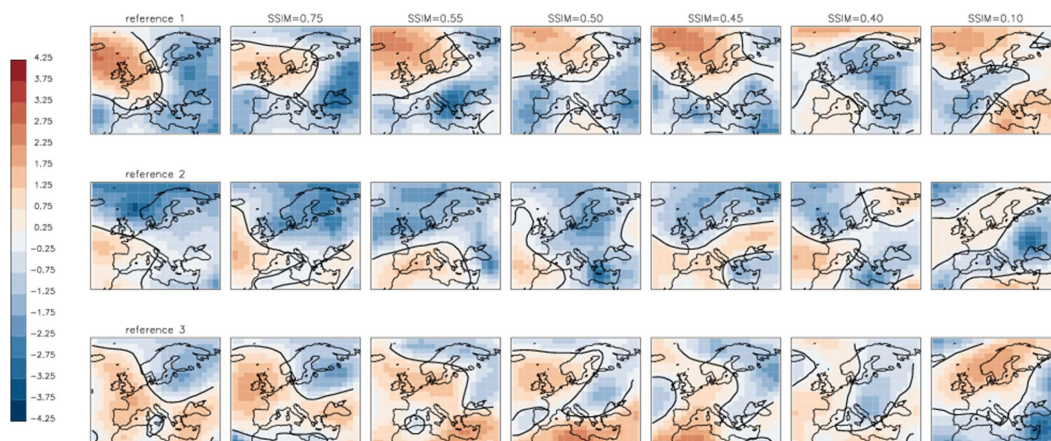 reference 1
SSIM=0.75
SSIM=0.55
SSIM=0.50
SSIM=0.45
SSIM=0.40
SSIM=0.10
4.25
3.75
3.25
2.75
2.25
1.75
1.25
0.75
0.25
−0.25
−0.75
−1.25
−1.75
−2.25
−2.75
−3.25
−3.75
−4.25
reference 2
reference 3